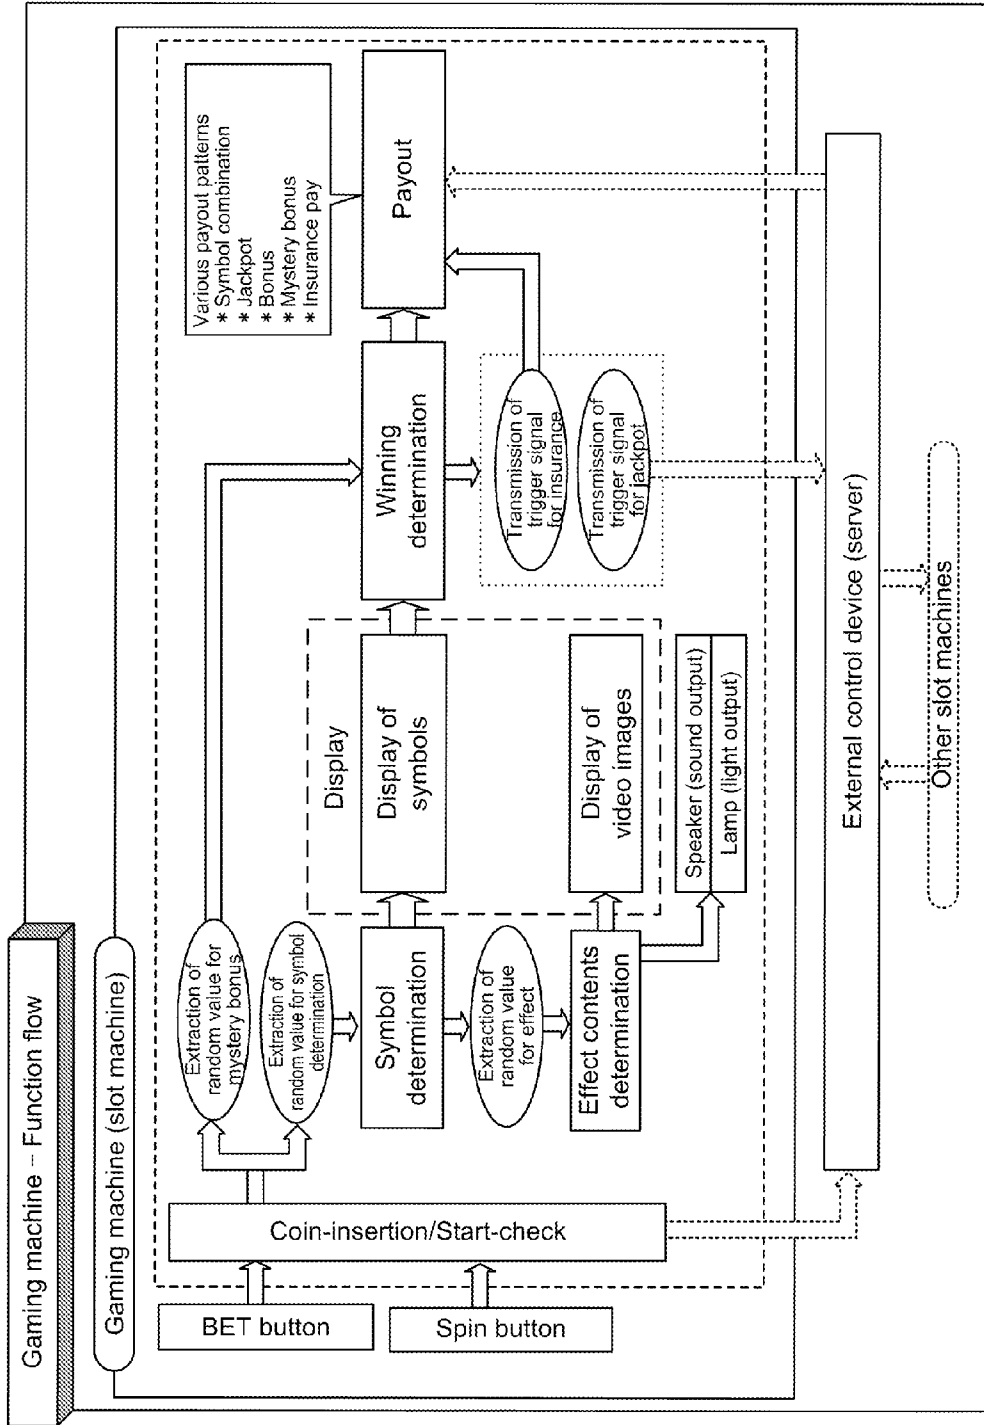 Gaming machine – Function flow
Gaming machine (slot machine)
BET button
Spin button
Coin-insertion/Start-check
Extraction of
random value for
mystery bonus
Extraction of
random value for symbol
determination
Symbol
determination
Extraction of
random value
for effect
Effect contents
determination
Display
Display of
symbols
Display of
video images
Speaker (sound output)
Lamp (light output)
Winning
determination
Transmission of
trigger signal
for insurance
Transmission of
trigger signal
for jackpot
Various payout patterns
* Symbol combination
* Jackpot
* Bonus
* Mystery bonus
* Insurance pay
Payout
External control device (server)
Other slot machines